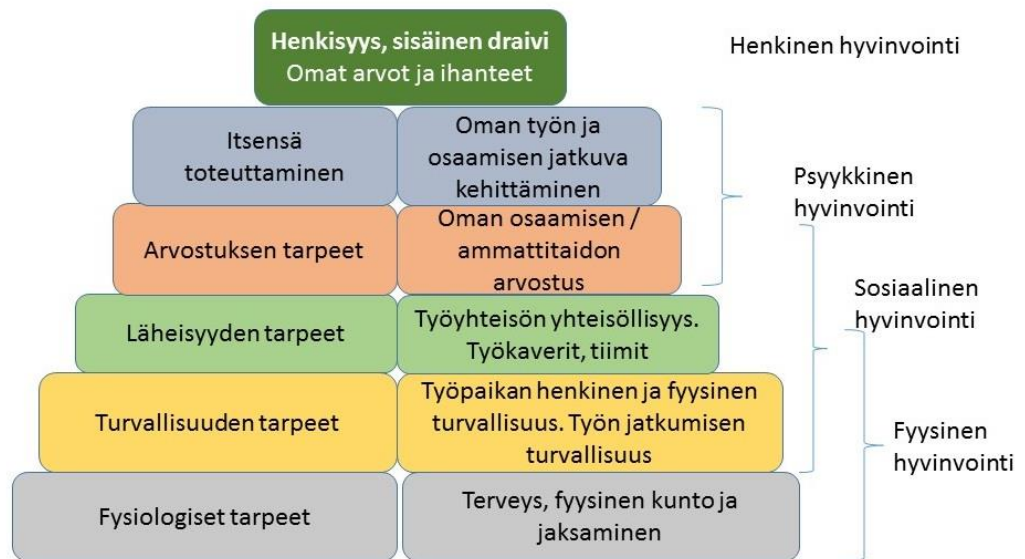 Henkisyys, sisäinen draivi
Omat arvot ja ihanteet
Henkinen hyvinvointi
Itsensä
toteuttaminen
Oman työn ja
osaamisen jatkuva
kehittäminen
Psyykkinen
hyvinvointi
Arvostuksen tarpeet
Oman osaamisen /
ammattitaidon
arvostus
Sosiaalinen
hyvinvointi
Läheisyyden tarpeet
Työyhteisön yhteisöllisyys.
Työkaverit, tiimit
Turvallisuuden tarpeet
Työpaikan henkinen ja fyysinen
turvallisuus. Työn jatkumisen
turvallisuus
Fyysinen
hyvinvointi
Fysiologiset tarpeet
Terveys, fyysinen kunto ja
jaksaminen